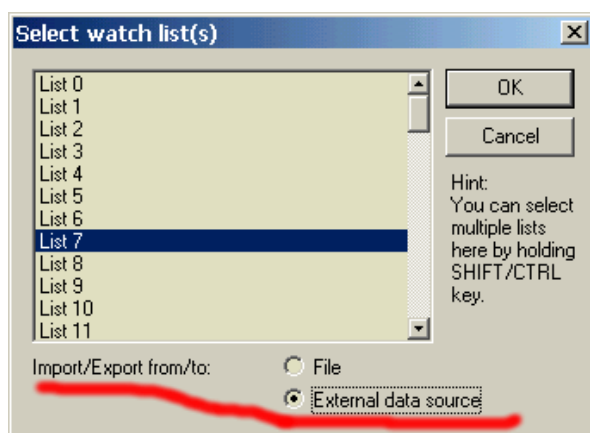 Select watch list(s)
List 0
List 1
List 2
List 3
List 4
List 5
List 6
List 7
List 8
List 9
List 10
List 11
OK
Cancel
Hint:
You can select
multiple lists
here by holding
SHIFT/CTRL
key.
Import/Export from/to:
File
External data source